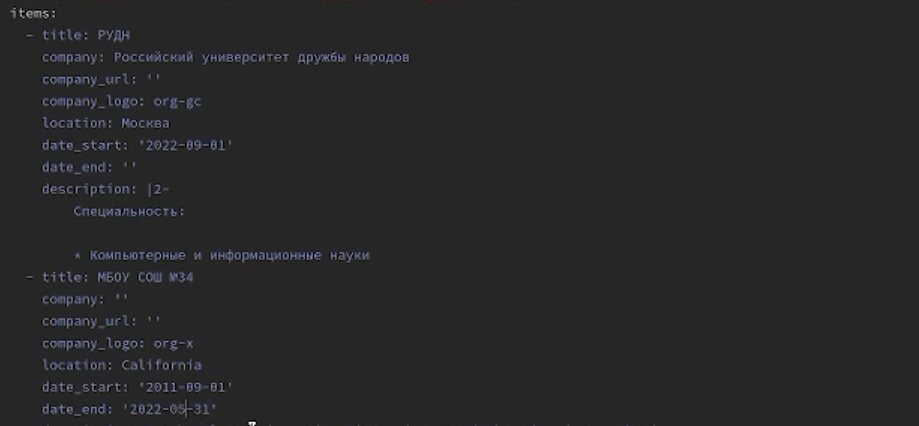 items:
- title: РУДН
company: Российский университет дружбы народов
company_url: ''
company_logo: org-gc
location: Москва
date_start: '2022-09-01'
date_end: ''
description: |2-
Специальность:
* Компьютерные и информационные науки
- title: МБОУ СОШ №34
company: ''
company_url: ''
company_logo: org-x
location: California
date_start: '2011-09-01'
date_end: '2022-05-31'